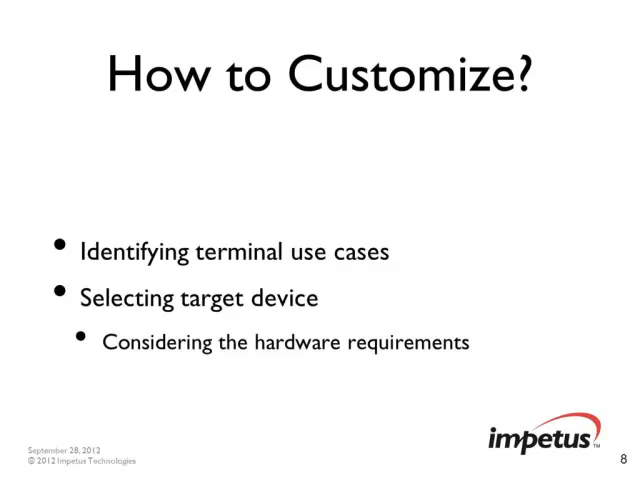 How to Customize?
• Identifying terminal use cases
• Selecting target device
• Considering the hardware requirements
September 28, 2012
© 2012 Impetus Technologies
impetus™
8